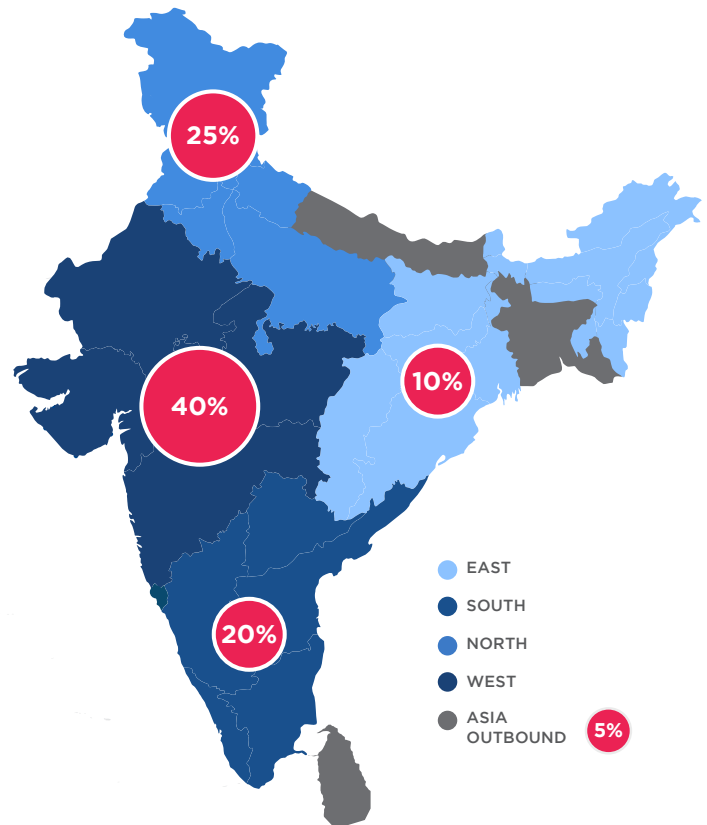 25%
40%
10%
20%
EAST
SOUTH
NORTH
WEST
ASIA
OUTBOUND 5%